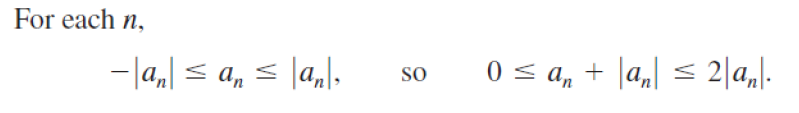 For each n,
−|aₙ| ≤ aₙ ≤ |aₙ|, so 0 ≤ aₙ + |aₙ| ≤ 2|aₙ|.